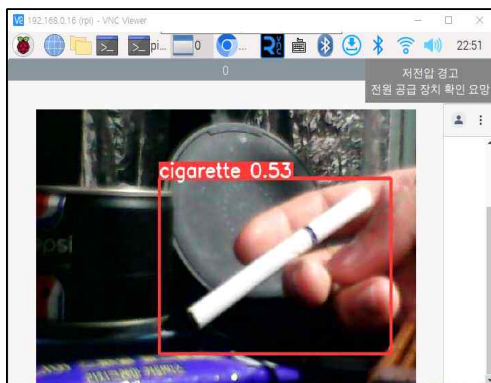 192.168.0.16 (rpi) - VNC Viewer
pi...
0
...
22:51
0
저전압 경고
전원 공급 장치 확인 요망
cigarette 0.53
psi